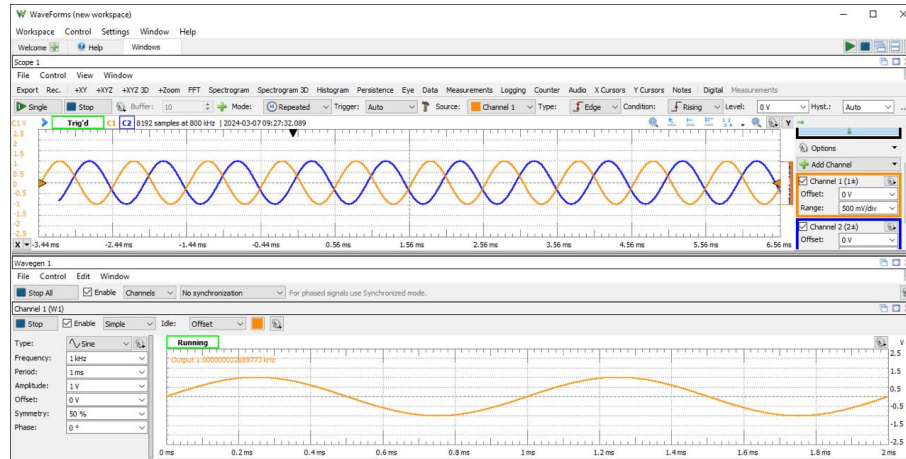 WaveForms (new workspace)
Workspace Control Settings Window Help
Welcome Help Windows
Scope 1
File Control View Window
Export Rec. +XY +XYZ +XYZ 3D +Zoom FFT Spectrogram Spectrogram 3D Histogram Persistence Eye Data Measurements Logging Counter Audio X Cursors Y Cursors Notes Digital Measurements
Single Stop Buffer: 10 Mode: Repeated Trigger: Auto Source: Channel 1 Type: Edge Condition: Rising Level: 0 V Hyst.: Auto ...
C1 V Trig'd C1 C2 8192 samples at 800 kHz | 2024-03-07 09:27:32.089 Y
2.5
2
1.5
1
0.5
0
-0.5
-1
-1.5
-2
-2.5
X -3.44 ms -2.44 ms -1.44 ms -0.44 ms 0.56 ms 1.56 ms 2.56 ms 3.56 ms 4.56 ms 5.56 ms 6.56 ms
Options
Add Channel
Channel 1 (1±)
Offset: 0 V
Range: 500 mV/div
Channel 2 (2±)
Offset: 0 V
Wavegen 1
File Control Edit Window
Stop All Enable Channels No synchronization For phased signals use Synchronized mode.
Channel 1 (W1)
Stop Enable Simple Idle: Offset
Type: Sine
Frequency: 1 kHz
Period: 1 ms
Amplitude: 1 V
Offset: 0 V
Symmetry: 50 %
Phase: 0 °
Running V
2.5
1.5
0.5
-0.5
-1.5
-2.5
0 ms 0.2 ms 0.4 ms 0.6 ms 0.8 ms 1 ms 1.2 ms 1.4 ms 1.6 ms 1.8 ms 2 ms